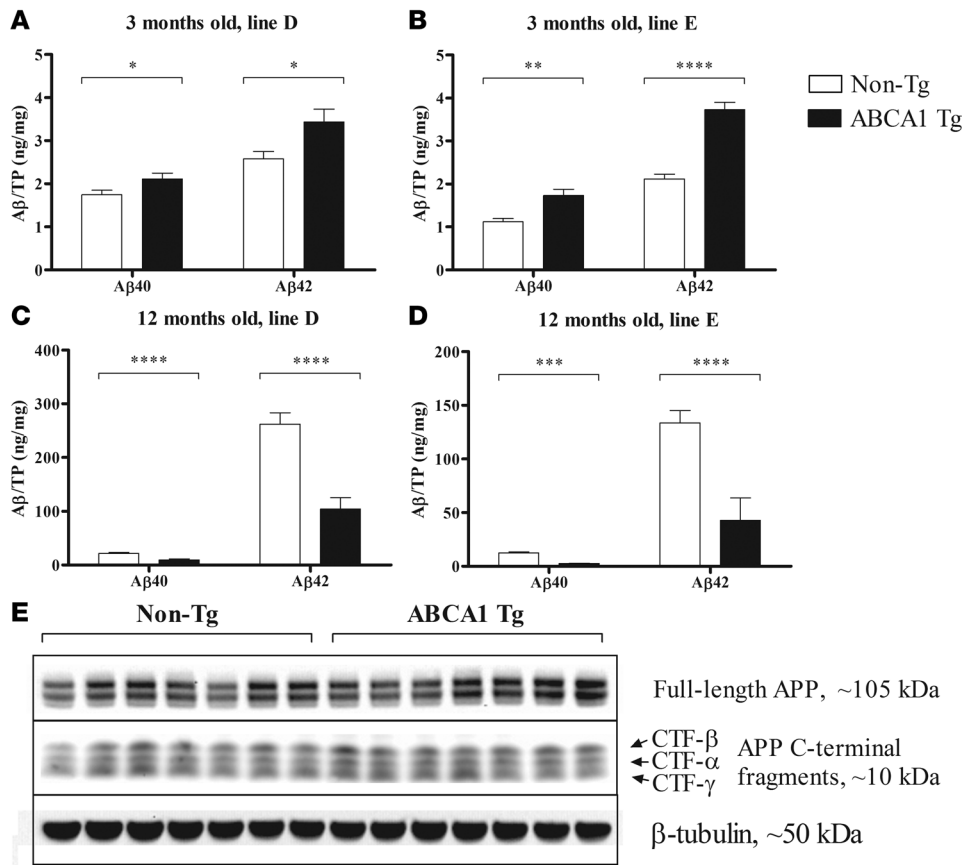 A
3 months old, line D
Aβ/TP (ng/mg)
5
4
3
2
1
0
*
*
Aβ40
Aβ42
B
3 months old, line E
Aβ/TP (ng/mg)
5
4
3
2
1
0
**
****
Aβ40
Aβ42
Non-Tg
ABCA1 Tg
C
12 months old, line D
Aβ/TP (ng/mg)
400
300
200
100
0
****
****
Aβ40
Aβ42
D
12 months old, line E
Aβ/TP (ng/mg)
200
150
100
50
0
***
****
Aβ40
Aβ42
E
Non-Tg
ABCA1 Tg
Full-length APP, ~105 kDa
CTF-β
CTF-α
CTF-γ
APP C-terminal
fragments, ~10 kDa
β-tubulin, ~50 kDa